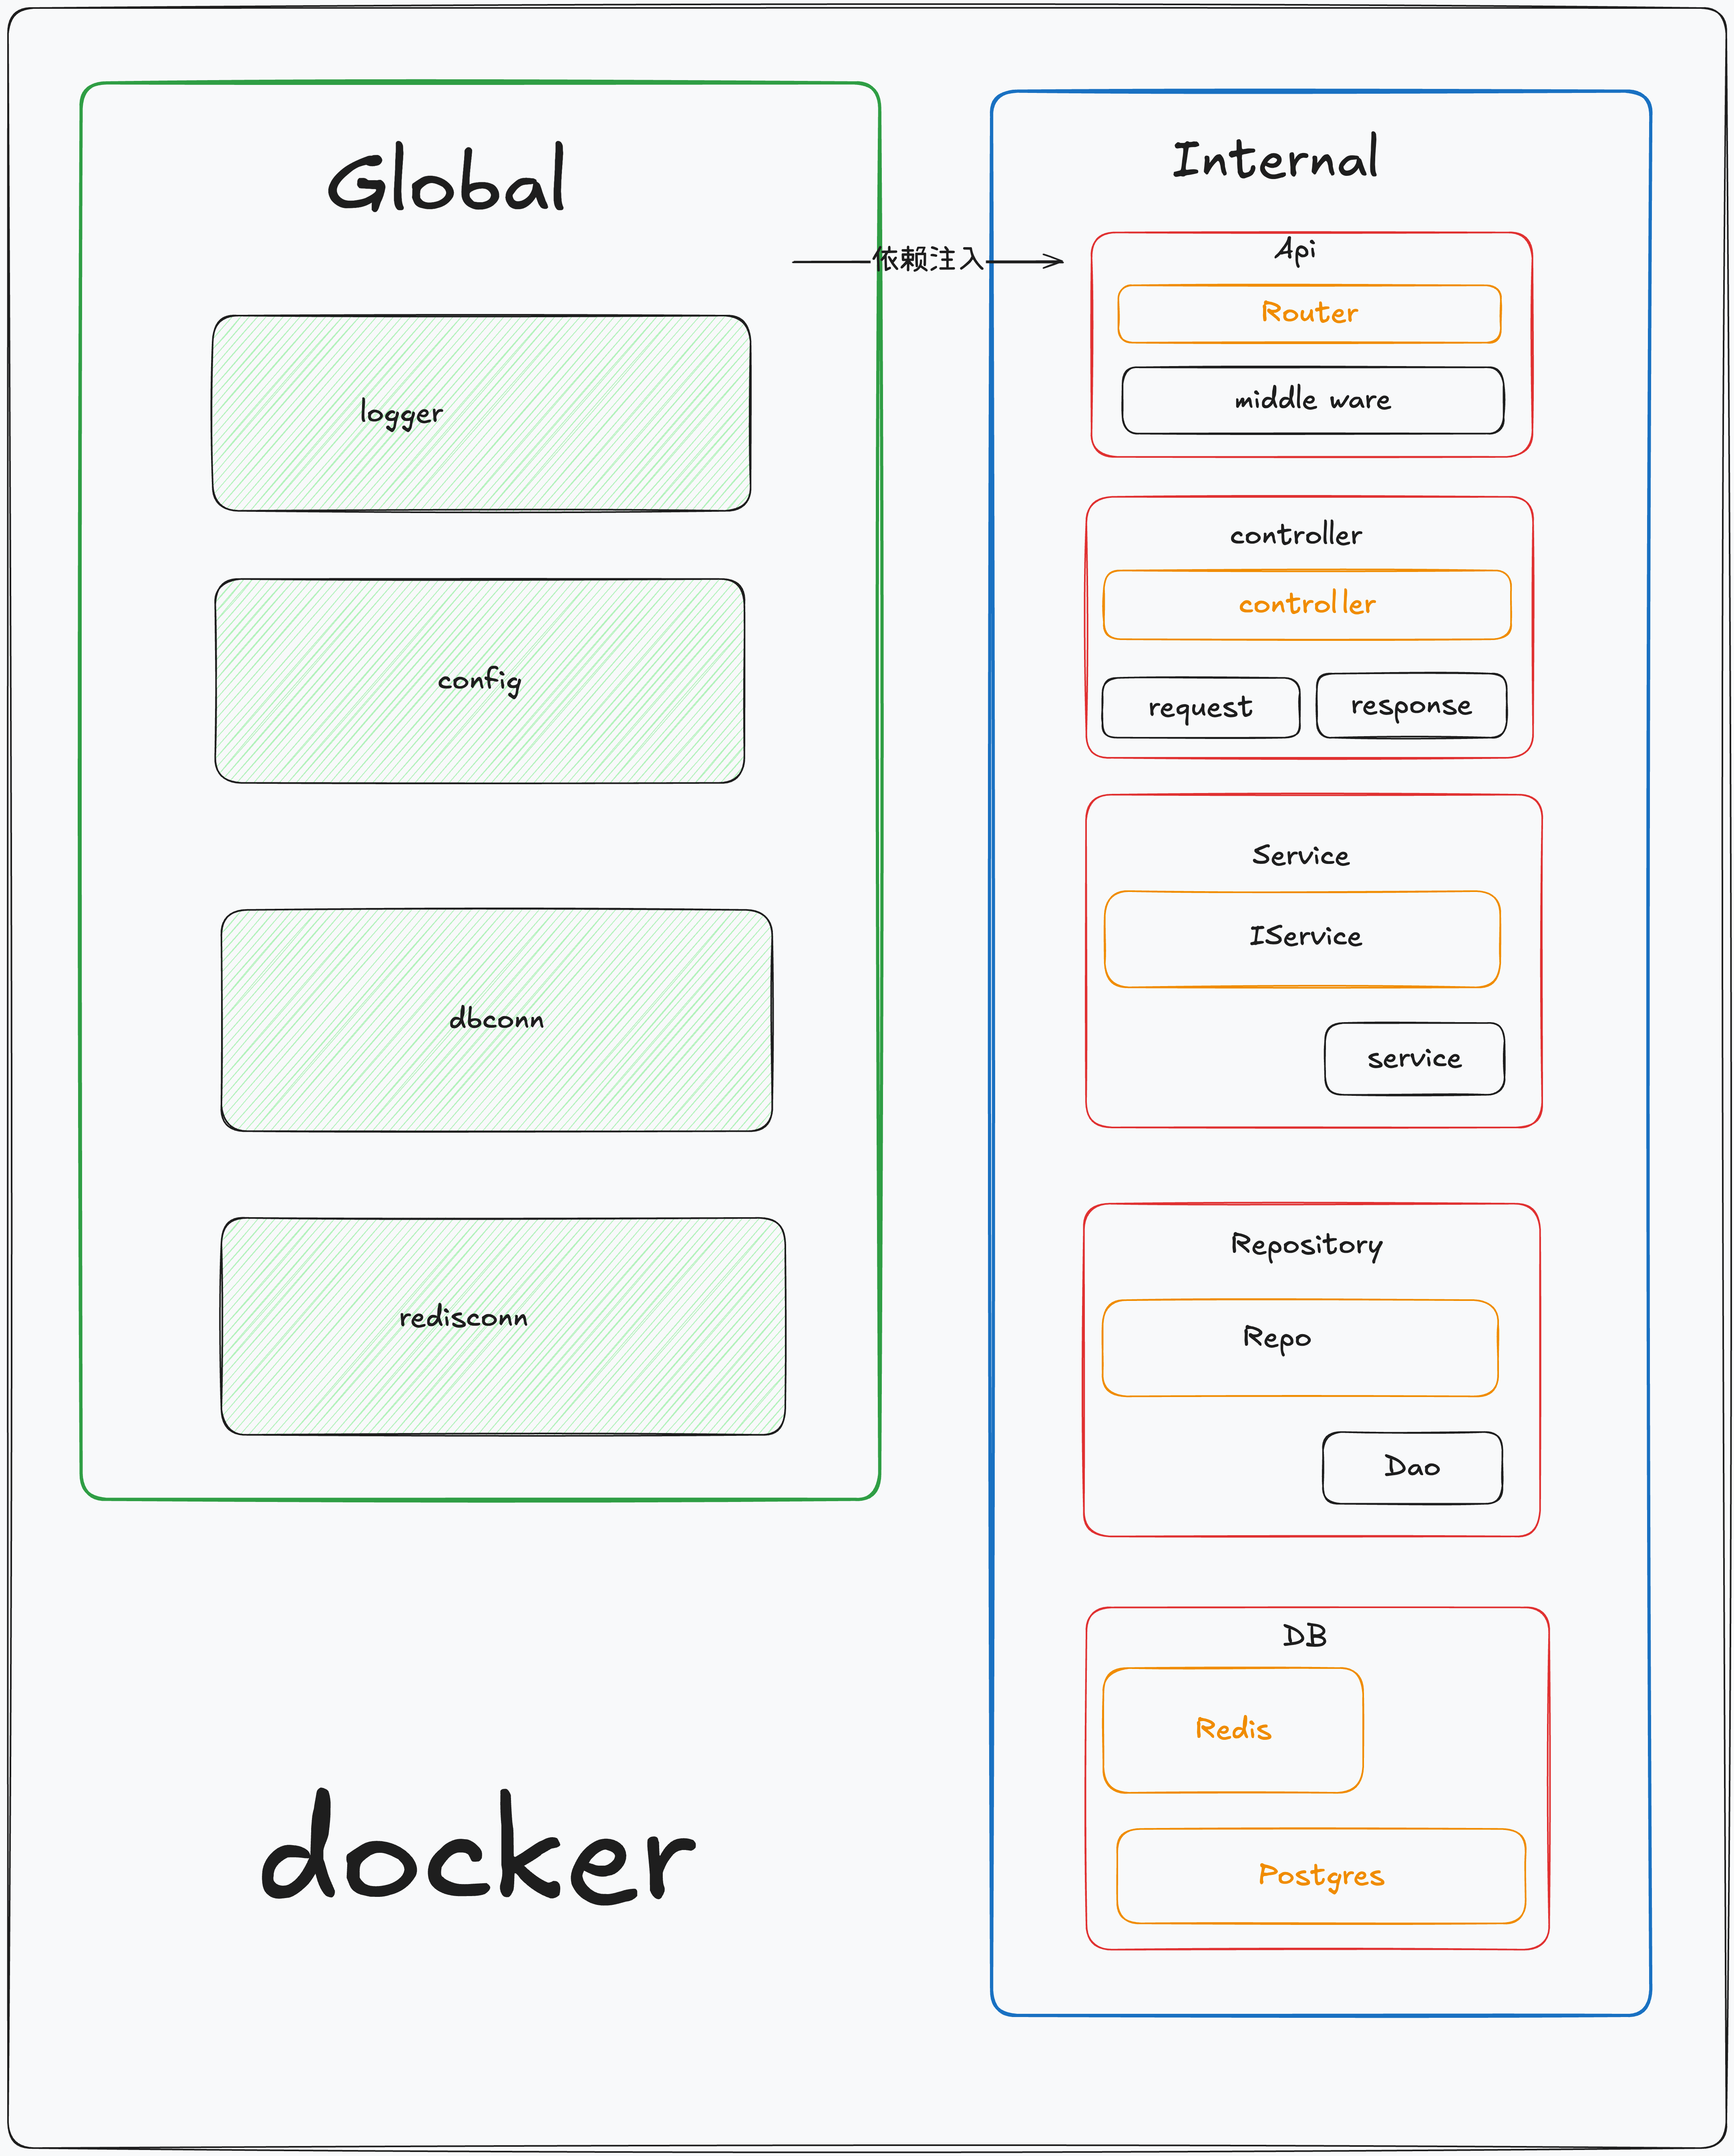 Global
logger
config
dbconn
redisconn
docker
依赖注入
Internal
Api
Router
middle ware
controller
controller
request
response
Service
IService
service
Repository
Repo
Dao
DB
Redis
Postgres